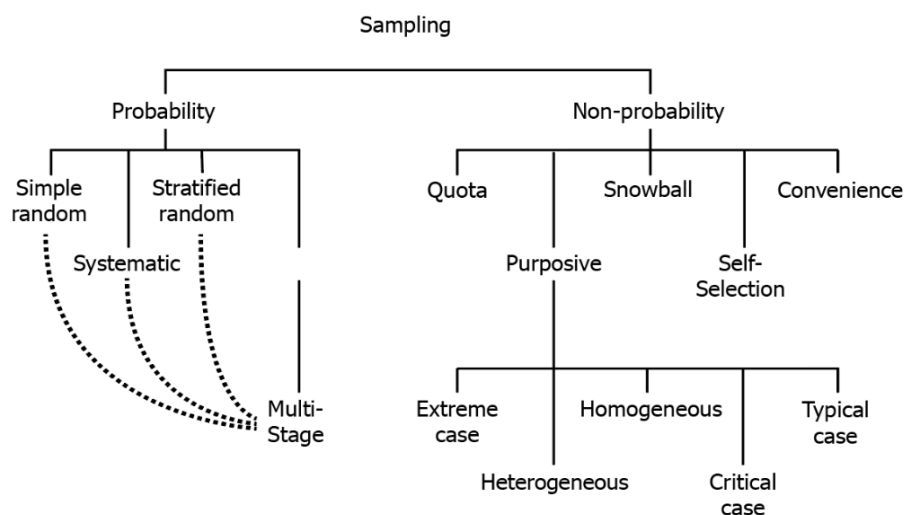 Sampling
Probability
Non-probability
Simple
random
Stratified
random
Quota
Snowball
Convenience
Systematic
Purposive
Self-
Selection
Multi-
Stage
Extreme
case
Homogeneous
Typical
case
Heterogeneous
Critical
case